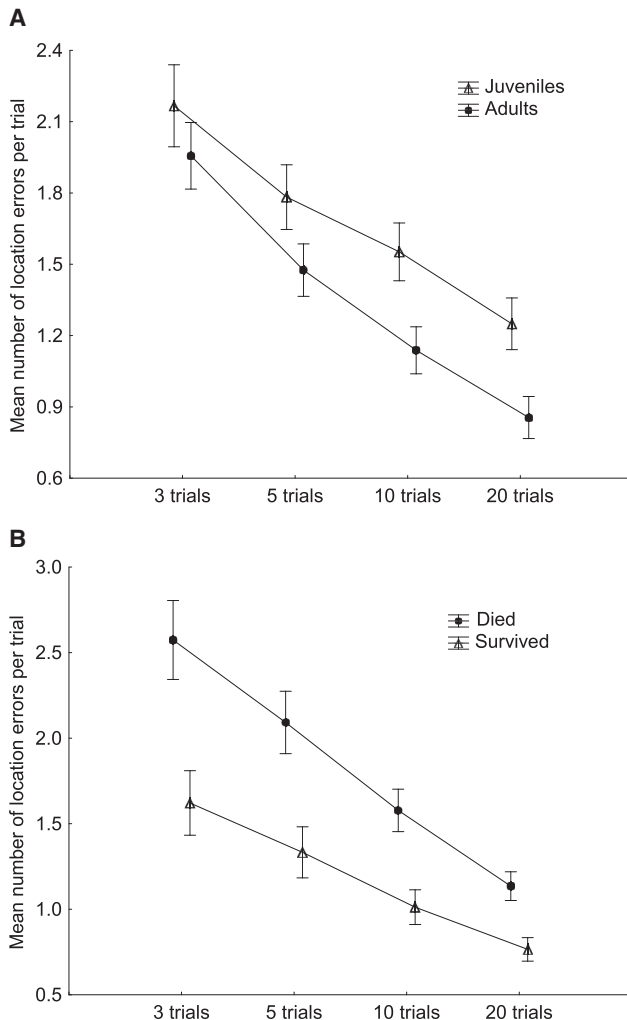 A
Mean number of location errors per trial
2.4
2.1
1.8
1.5
1.2
0.9
0.6
Juveniles
Adults
3 trials 5 trials 10 trials 20 trials
B
Mean number of location errors per trial
3.0
2.5
2.0
1.5
1.0
0.5
Died
Survived
3 trials 5 trials 10 trials 20 trials